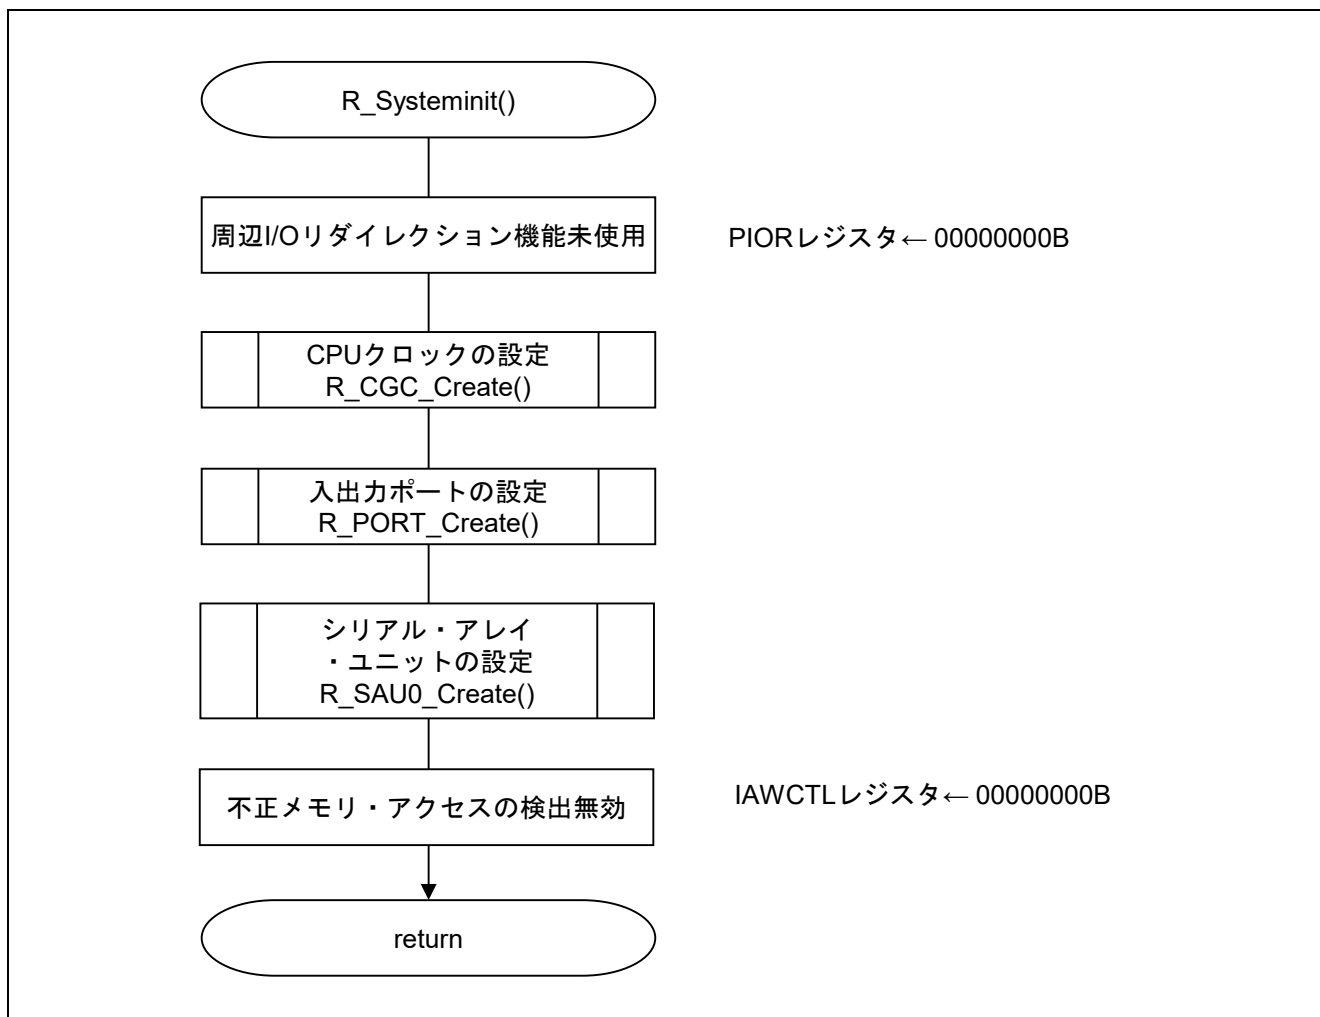 R_Systeminit()
周辺I/Oリダイレクション機能未使用
PIORレジスタ← 00000000B
CPUクロックの設定
R_CGC_Create()
入出力ポートの設定
R_PORT_Create()
シリアル・アレイ
・ユニットの設定
R_SAU0_Create()
不正メモリ・アクセスの検出無効
IAWCTLレジスタ← 00000000B
return